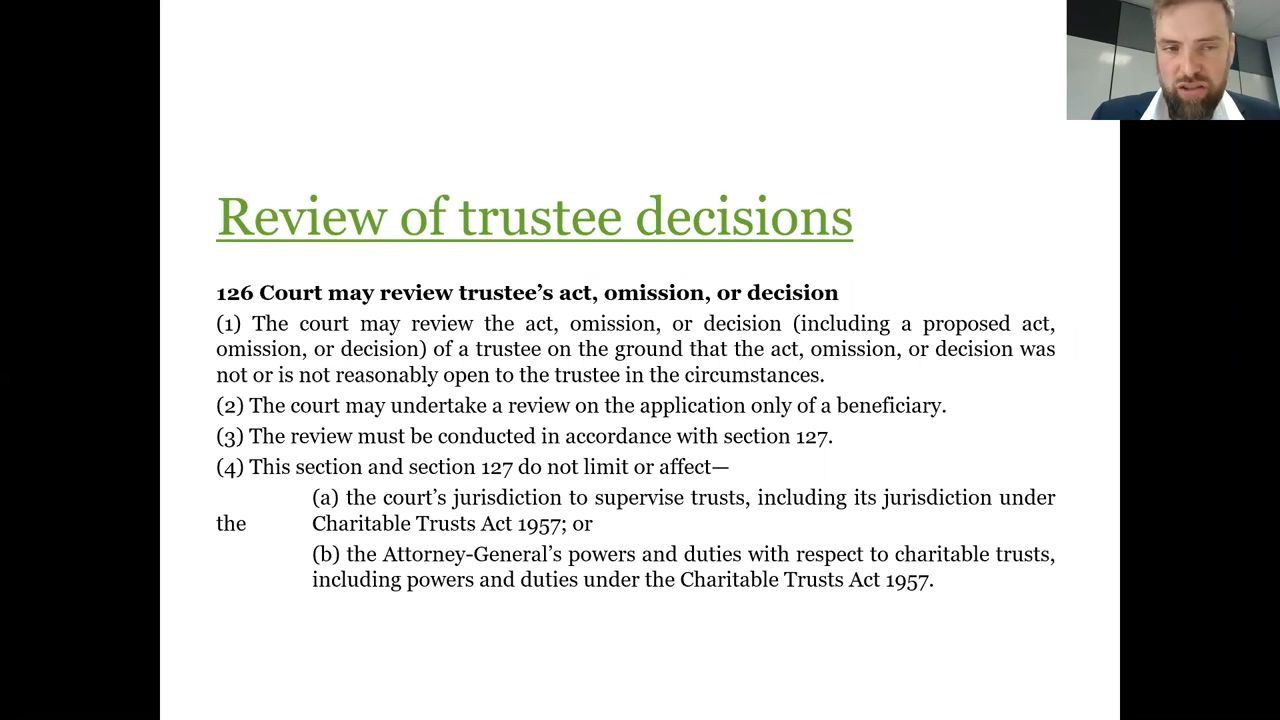 Review of trustee decisions
126 Court may review trustee’s act, omission, or decision
(1) The court may review the act, omission, or decision (including a proposed act,
omission, or decision) of a trustee on the ground that the act, omission, or decision was
not or is not reasonably open to the trustee in the circumstances.
(2) The court may undertake a review on the application only of a beneficiary.
(3) The review must be conducted in accordance with section 127.
(4) This section and section 127 do not limit or affect—
(a) the court’s jurisdiction to supervise trusts, including its jurisdiction under
the Charitable Trusts Act 1957; or
(b) the Attorney-General’s powers and duties with respect to charitable trusts,
including powers and duties under the Charitable Trusts Act 1957.